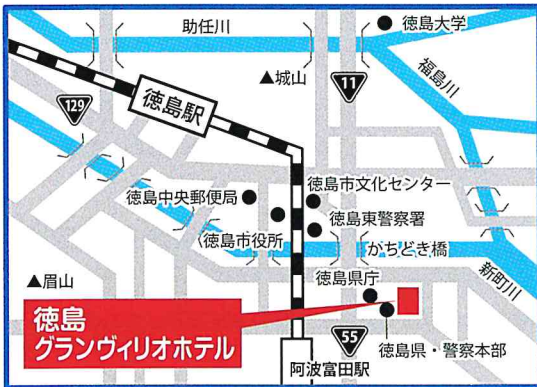 助任川
徳島大学
▲城山
11
福島川
129
徳島駅
徳島市文化センター
徳島中央郵便局
徳島東警察署
徳島市役所
かちどき橋
新町川
▲眉山
徳島県庁
徳島
グランヴィリオホテル
55
徳島県・警察本部
阿波富田駅